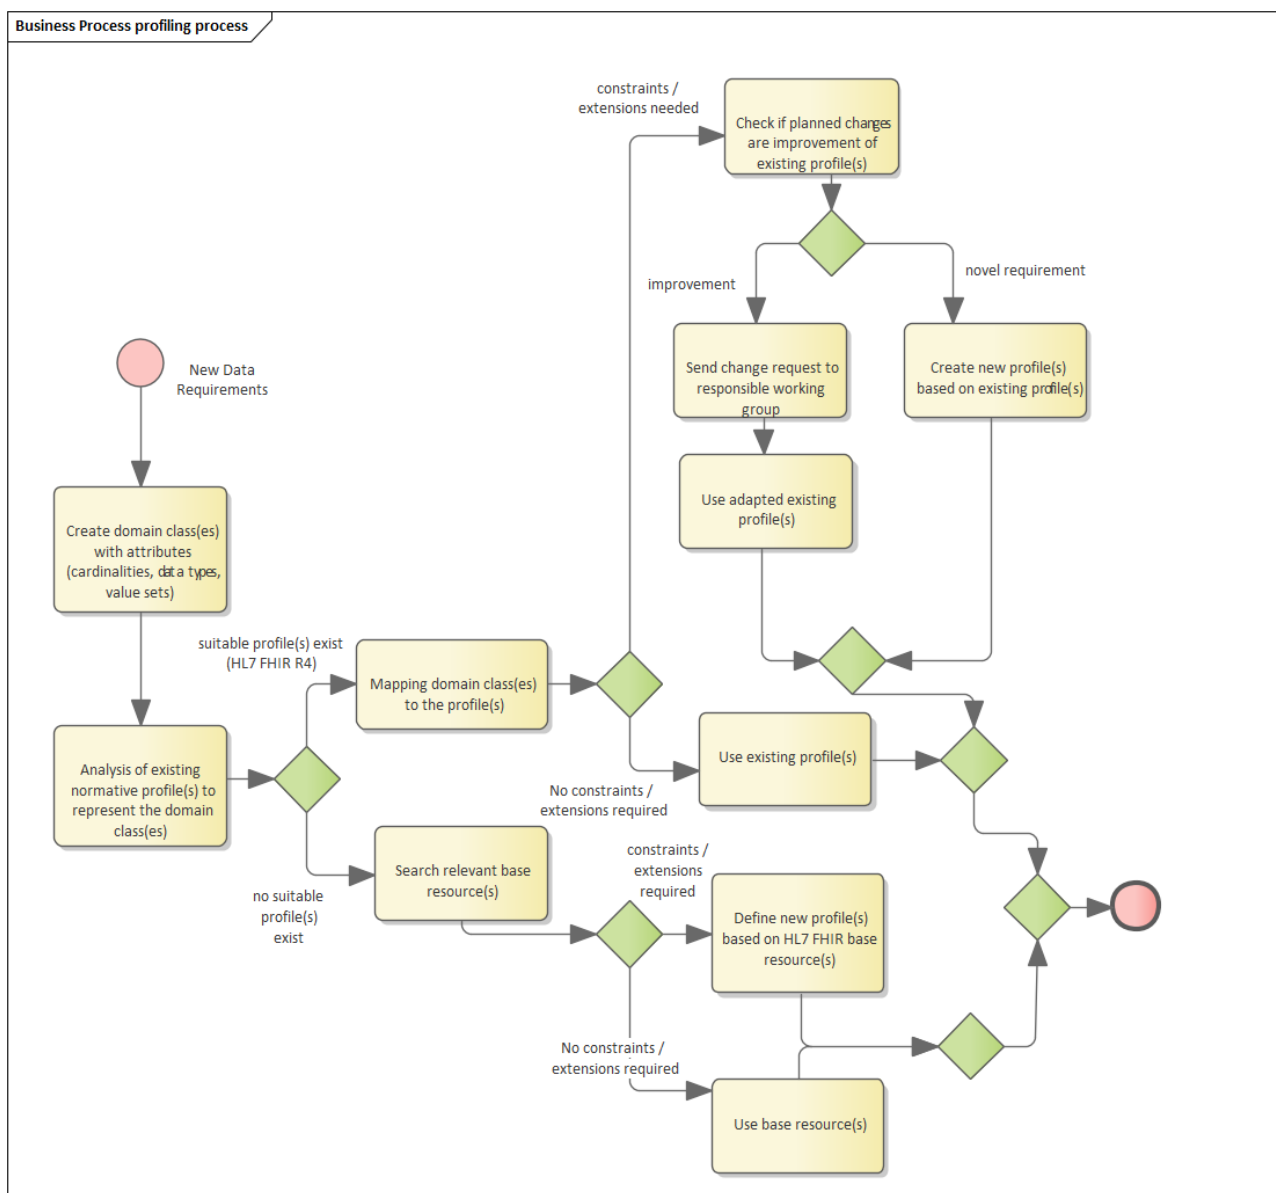 Business Process profiling process
constraints /
extensions needed
Check if planned changes
are improvement of
existing profile(s)
improvement
novel requirement
New Data
Requirements
Send change request to
responsible working
group
Create new profile(s)
based on existing profile(s)
Use adapted existing
profile(s)
Create domain class(es)
with attributes
(cardinalities, data types,
value sets)
suitable profile(s) exist
(HL7 FHIR R4)
Mapping domain class(es)
to the profile(s)
Analysis of existing
normative profile(s) to
represent the domain
class(es)
Use existing profile(s)
No constraints /
extensions required
Search relevant base
resource(s)
constraints /
extensions
required
no suitable
profile(s)
exist
Define new profile(s)
based on HL7 FHIR base
resource(s)
No constraints /
extensions required
Use base resource(s)